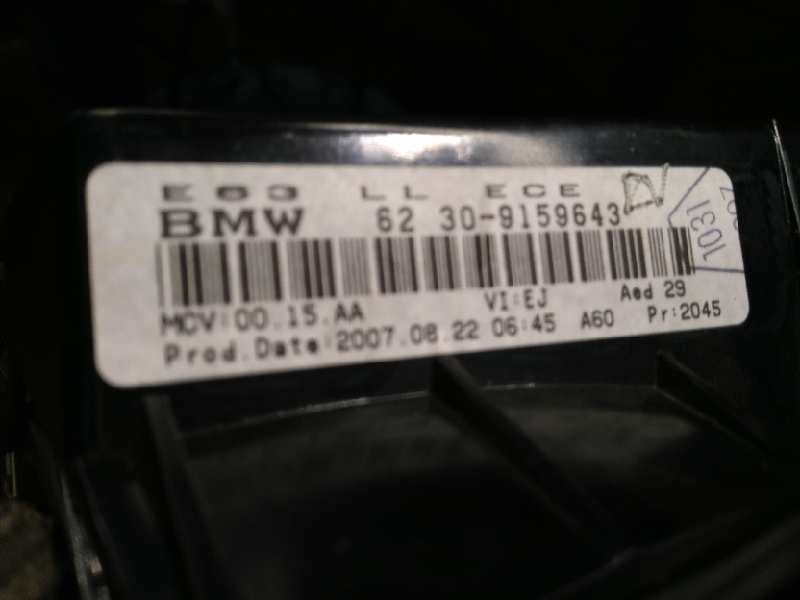 E63 LL ECE
BMW 62 30-9159643
MCV:00.15.AA VI:EJ Aed 29
Prod.Date:2007.08.22 06:45 A60 Pr:2045
1031